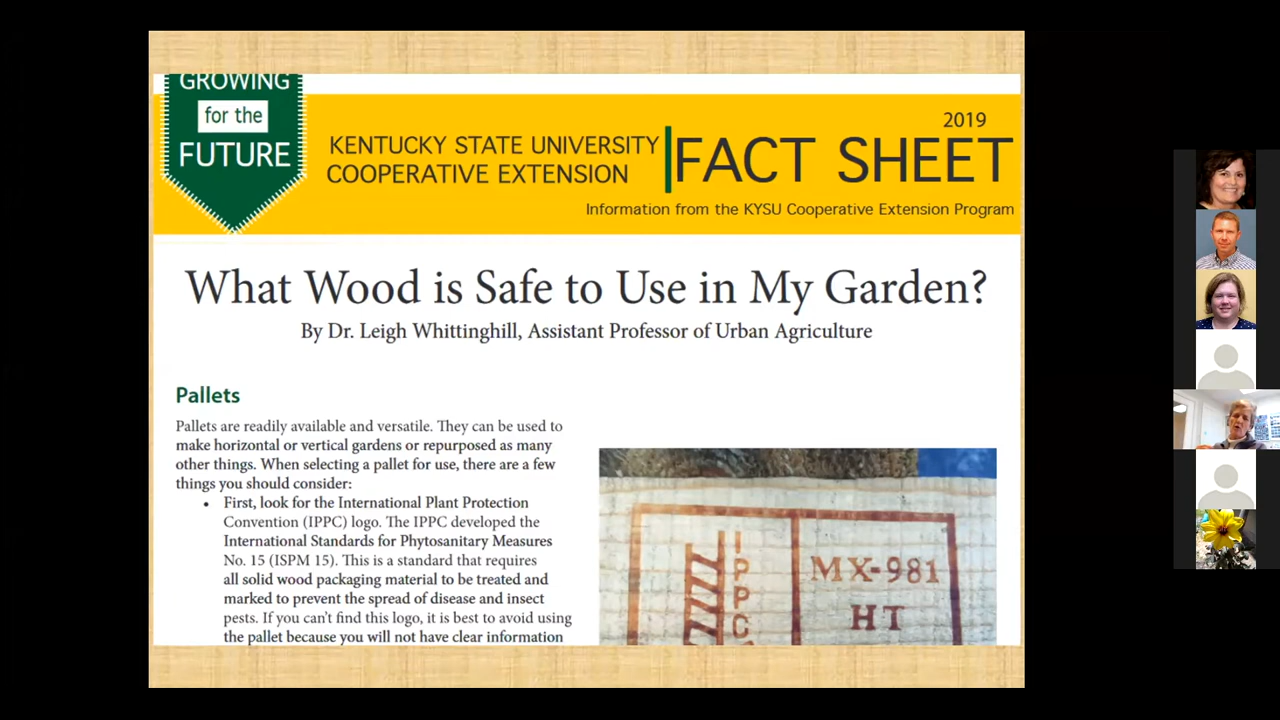 GROWING
for the
FUTURE
KENTUCKY STATE UNIVERSITY
COOPERATIVE EXTENSION
2019
FACT SHEET
Information from the KYSU Cooperative Extension Program
What Wood is Safe to Use in My Garden?
By Dr. Leigh Whittinghill, Assistant Professor of Urban Agriculture
Pallets
Pallets are readily available and versatile. They can be used to
make horizontal or vertical gardens or repurposed as many
other things. When selecting a pallet for use, there are a few
things you should consider:
• First, look for the International Plant Protection
Convention (IPPC) logo. The IPPC developed the
International Standards for Phytosanitary Measures
No. 15 (ISPM 15). This is a standard that requires
all solid wood packaging material to be treated and
marked to prevent the spread of disease and insect
pests. If you can't find this logo, it is best to avoid using
the pallet because you will not have clear information
IPPC
MX-981
HT